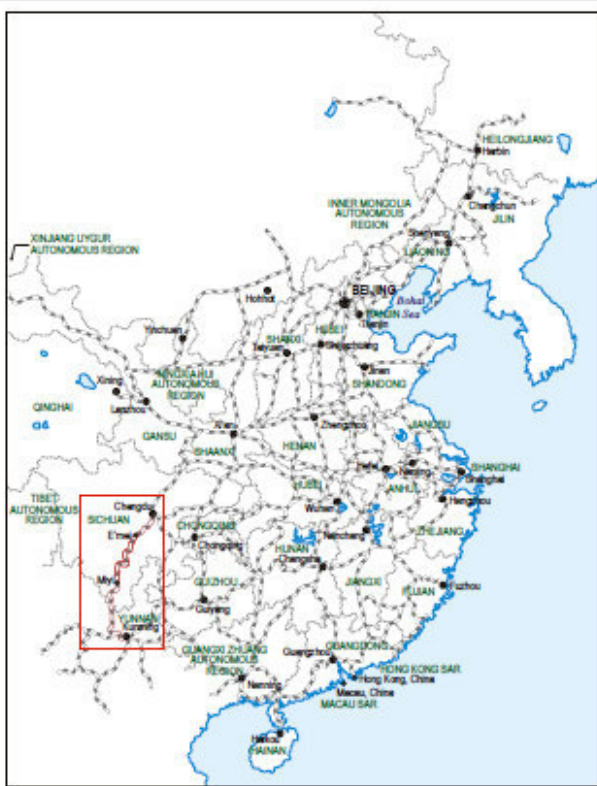 HEILONGJIANG
Harbin
Changchun
JILIN
INNER MONGOLIA
AUTONOMOUS
REGION
Shenyang
LIAONING
XINJIANG UYGUR
AUTONOMOUS REGION
BEIJING
Hohhot
Bohai
Sea
TIANJIN
Tianjin
Yinchuan
HEBEI
SHANXI
Taiyuan
Shijiazhuang
Jinan
SHANDONG
NINGXIA HUI
AUTONOMOUS
REGION
Xining
Lanzhou
QINGHAI
GANSU
Xi'an
Zhengzhou
JIANGSU
SHAANXI
HENAN
Hefei
Nanjing
SHANGHAI
Shanghai
TIBET
AUTONOMOUS
REGION
HUBEI
ANHUI
Chengdu
SICHUAN
Wuhan
Hangzhou
E'mei
CHONGQING
Chongqing
Nanchang
ZHEJIANG
HUNAN
Changsha
Miyi
GUIZHOU
JIANGXI
Guiyang
FUJIAN
Fuzhou
YUNNAN
Kunming
GUANGXI ZHUANG
AUTONOMOUS
REGION
Guangzhou
GUANGDONG
HONG KONG SAR
Hong Kong, China
Nanning
Macau, China
MACAU SAR
Haikou
HAINAN